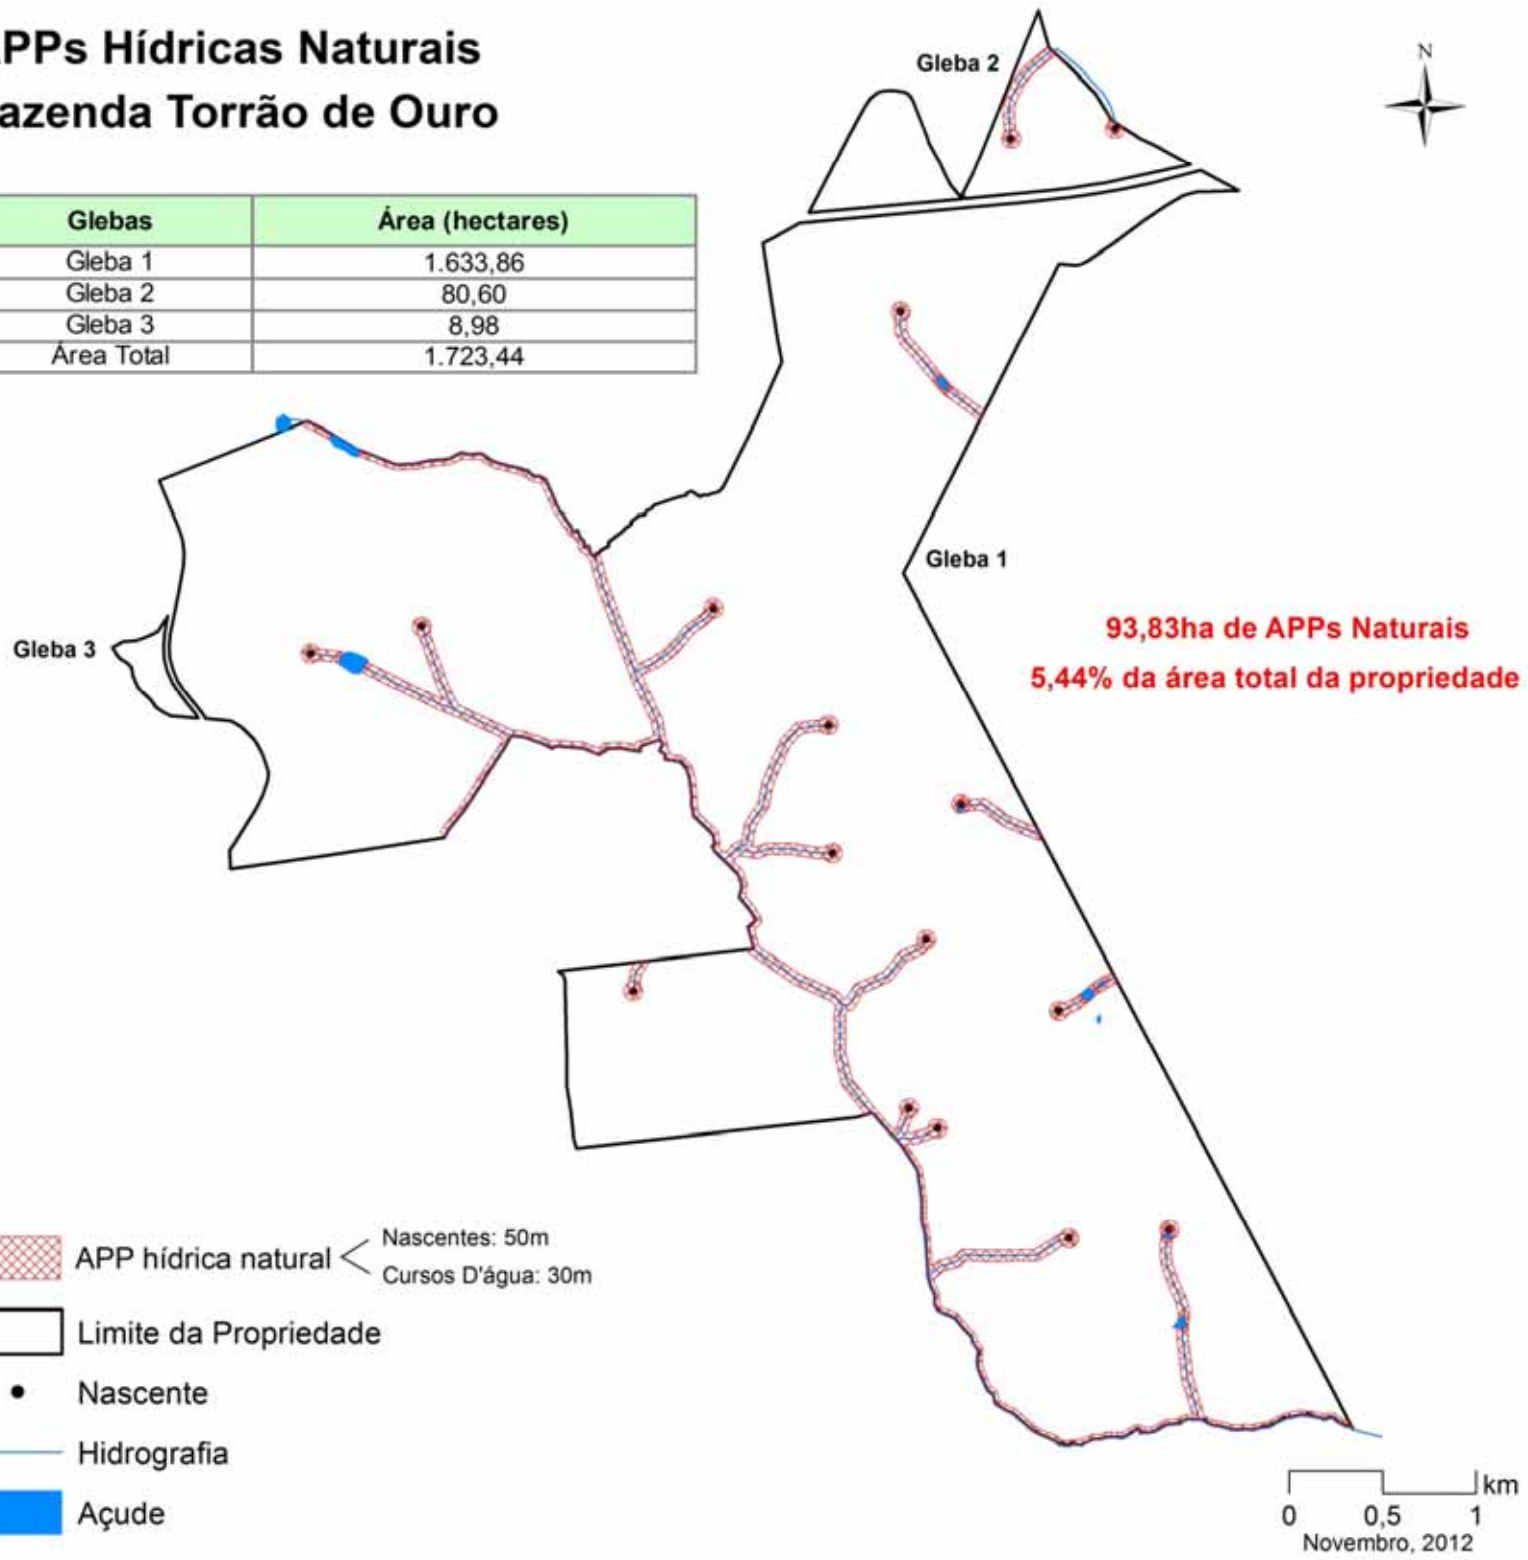 PPs Hídricas Naturais
azenda Torrão de Ouro
Gleba 2
N
Glebas Área (hectares)
Gleba 1 1.633,86
Gleba 2 80,60
Gleba 3 8,98
Área Total 1.723,44
Gleba 1
93,83ha de APPs Naturais
5,44% da área total da propriedade
Gleba 3
APP hídrica natural
Nascentes: 50m
Cursos D'água: 30m
Limite da Propriedade
Nascente
Hidrografia
Açude
km
0 0,5 1
Novembro, 2012